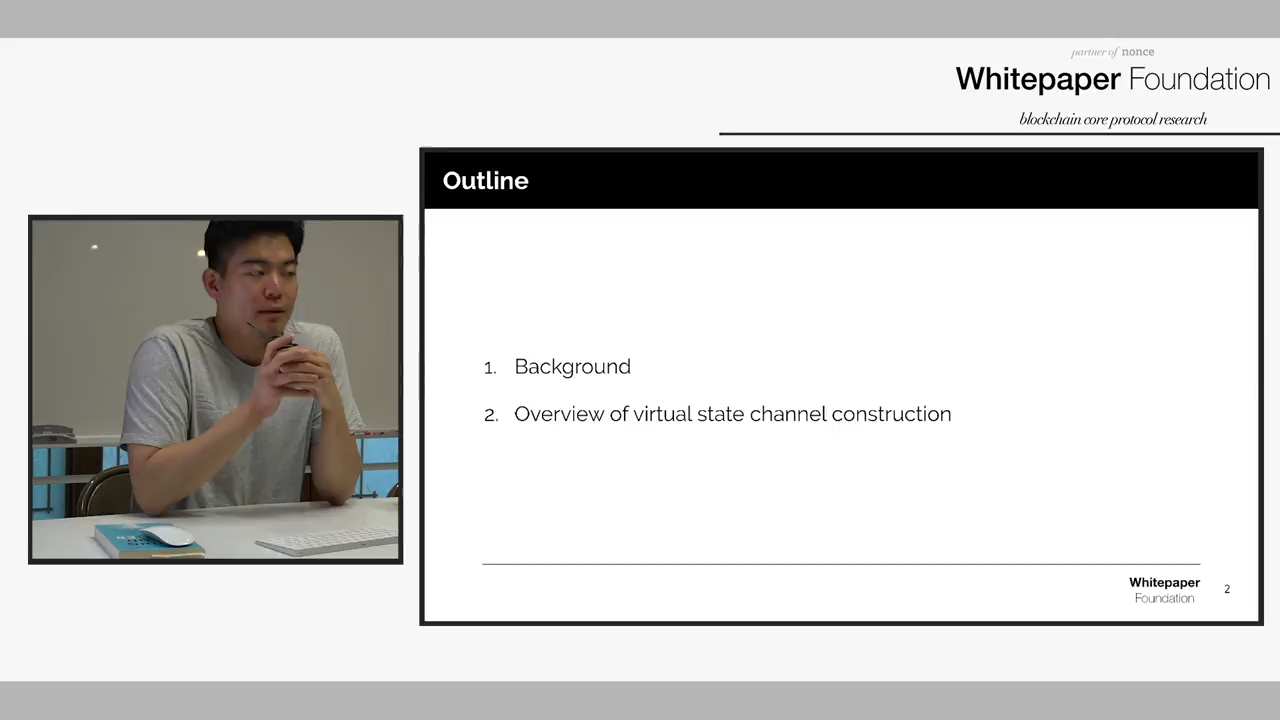 partner of nonce
Whitepaper Foundation
blockchain core protocol research
Outline
1. Background
2. Overview of virtual state channel construction
Whitepaper
Foundation
2